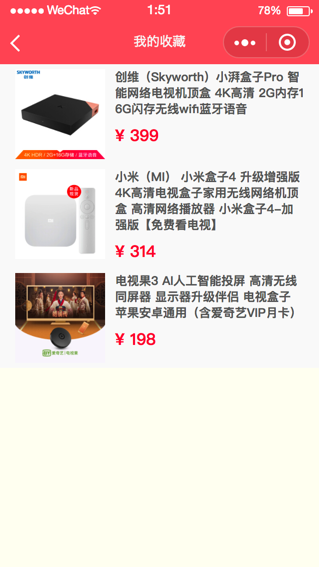 WeChat
1:51
78%
我的收藏
SKYWORTH
创维
创维（Skyworth）小湃盒子Pro 智
能网络电视机顶盒 4K高清 2G内存1
6G闪存无线wifi蓝牙语音
¥ 399
4K HDR / 2G+16G存储 / 蓝牙语音
小米（MI） 小米盒子4 升级增强版
4K高清电视盒子家用无线网络机顶
盒 高清网络播放器 小米盒子4-加
强版【免费看电视】
¥ 314
电视果3 AI人工智能投屏 高清无线
同屏器 显示器升级伴侣 电视盒子
苹果安卓通用（含爱奇艺VIP月卡）
¥ 198